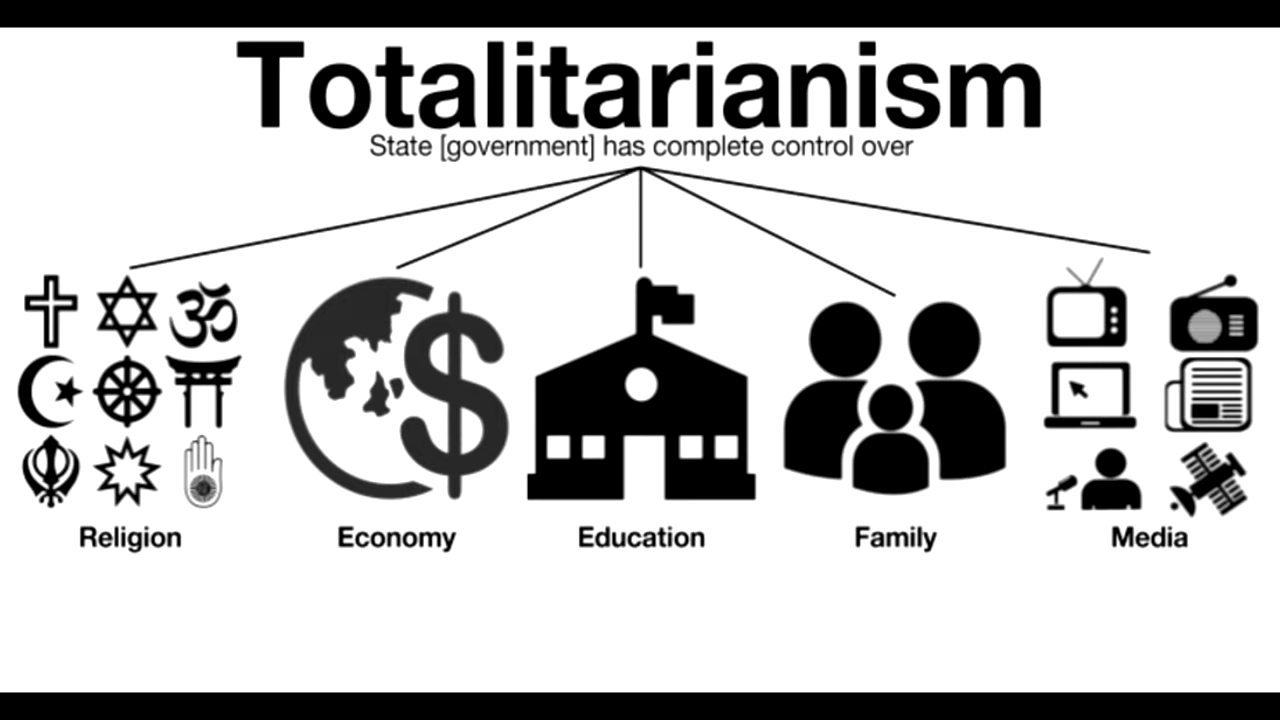 Totalitarianism
State [government] has complete control over
Religion
Economy
Education
Family
Media